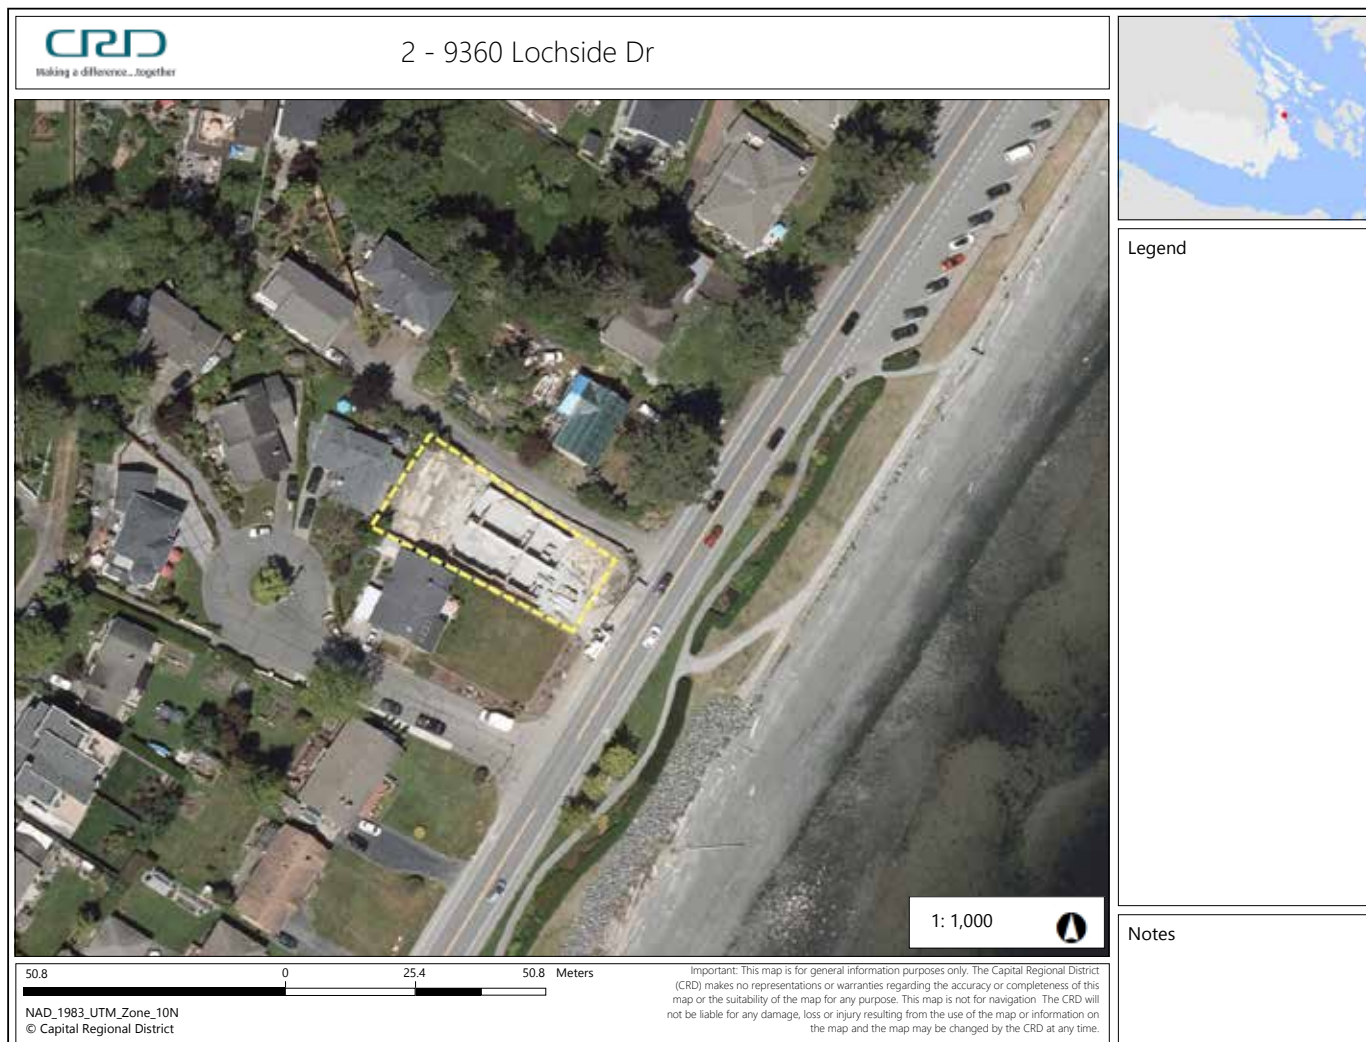 CRD
Making a difference...together
2 - 9360 Lochside Dr
Legend
1: 1,000
Notes
50.8 0 25.4 50.8 Meters
NAD_1983_UTM_Zone_10N
© Capital Regional District
Important: This map is for general information purposes only. The Capital Regional District
(CRD) makes no representations or warranties regarding the accuracy or completeness of this
map or the suitability of the map for any purpose. This map is not for navigation The CRD will
not be liable for any damage, loss or injury resulting from the use of the map or information on
the map and the map may be changed by the CRD at any time.